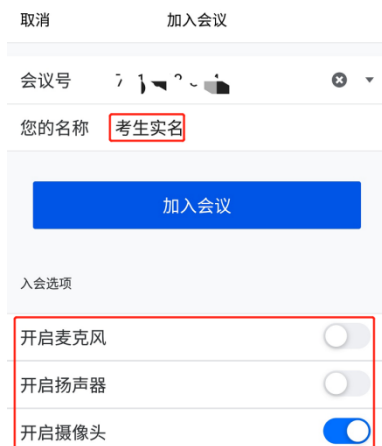 取消 加入会议
会议号
您的名称 考生实名
加入会议
入会选项
开启麦克风
开启扬声器
开启摄像头